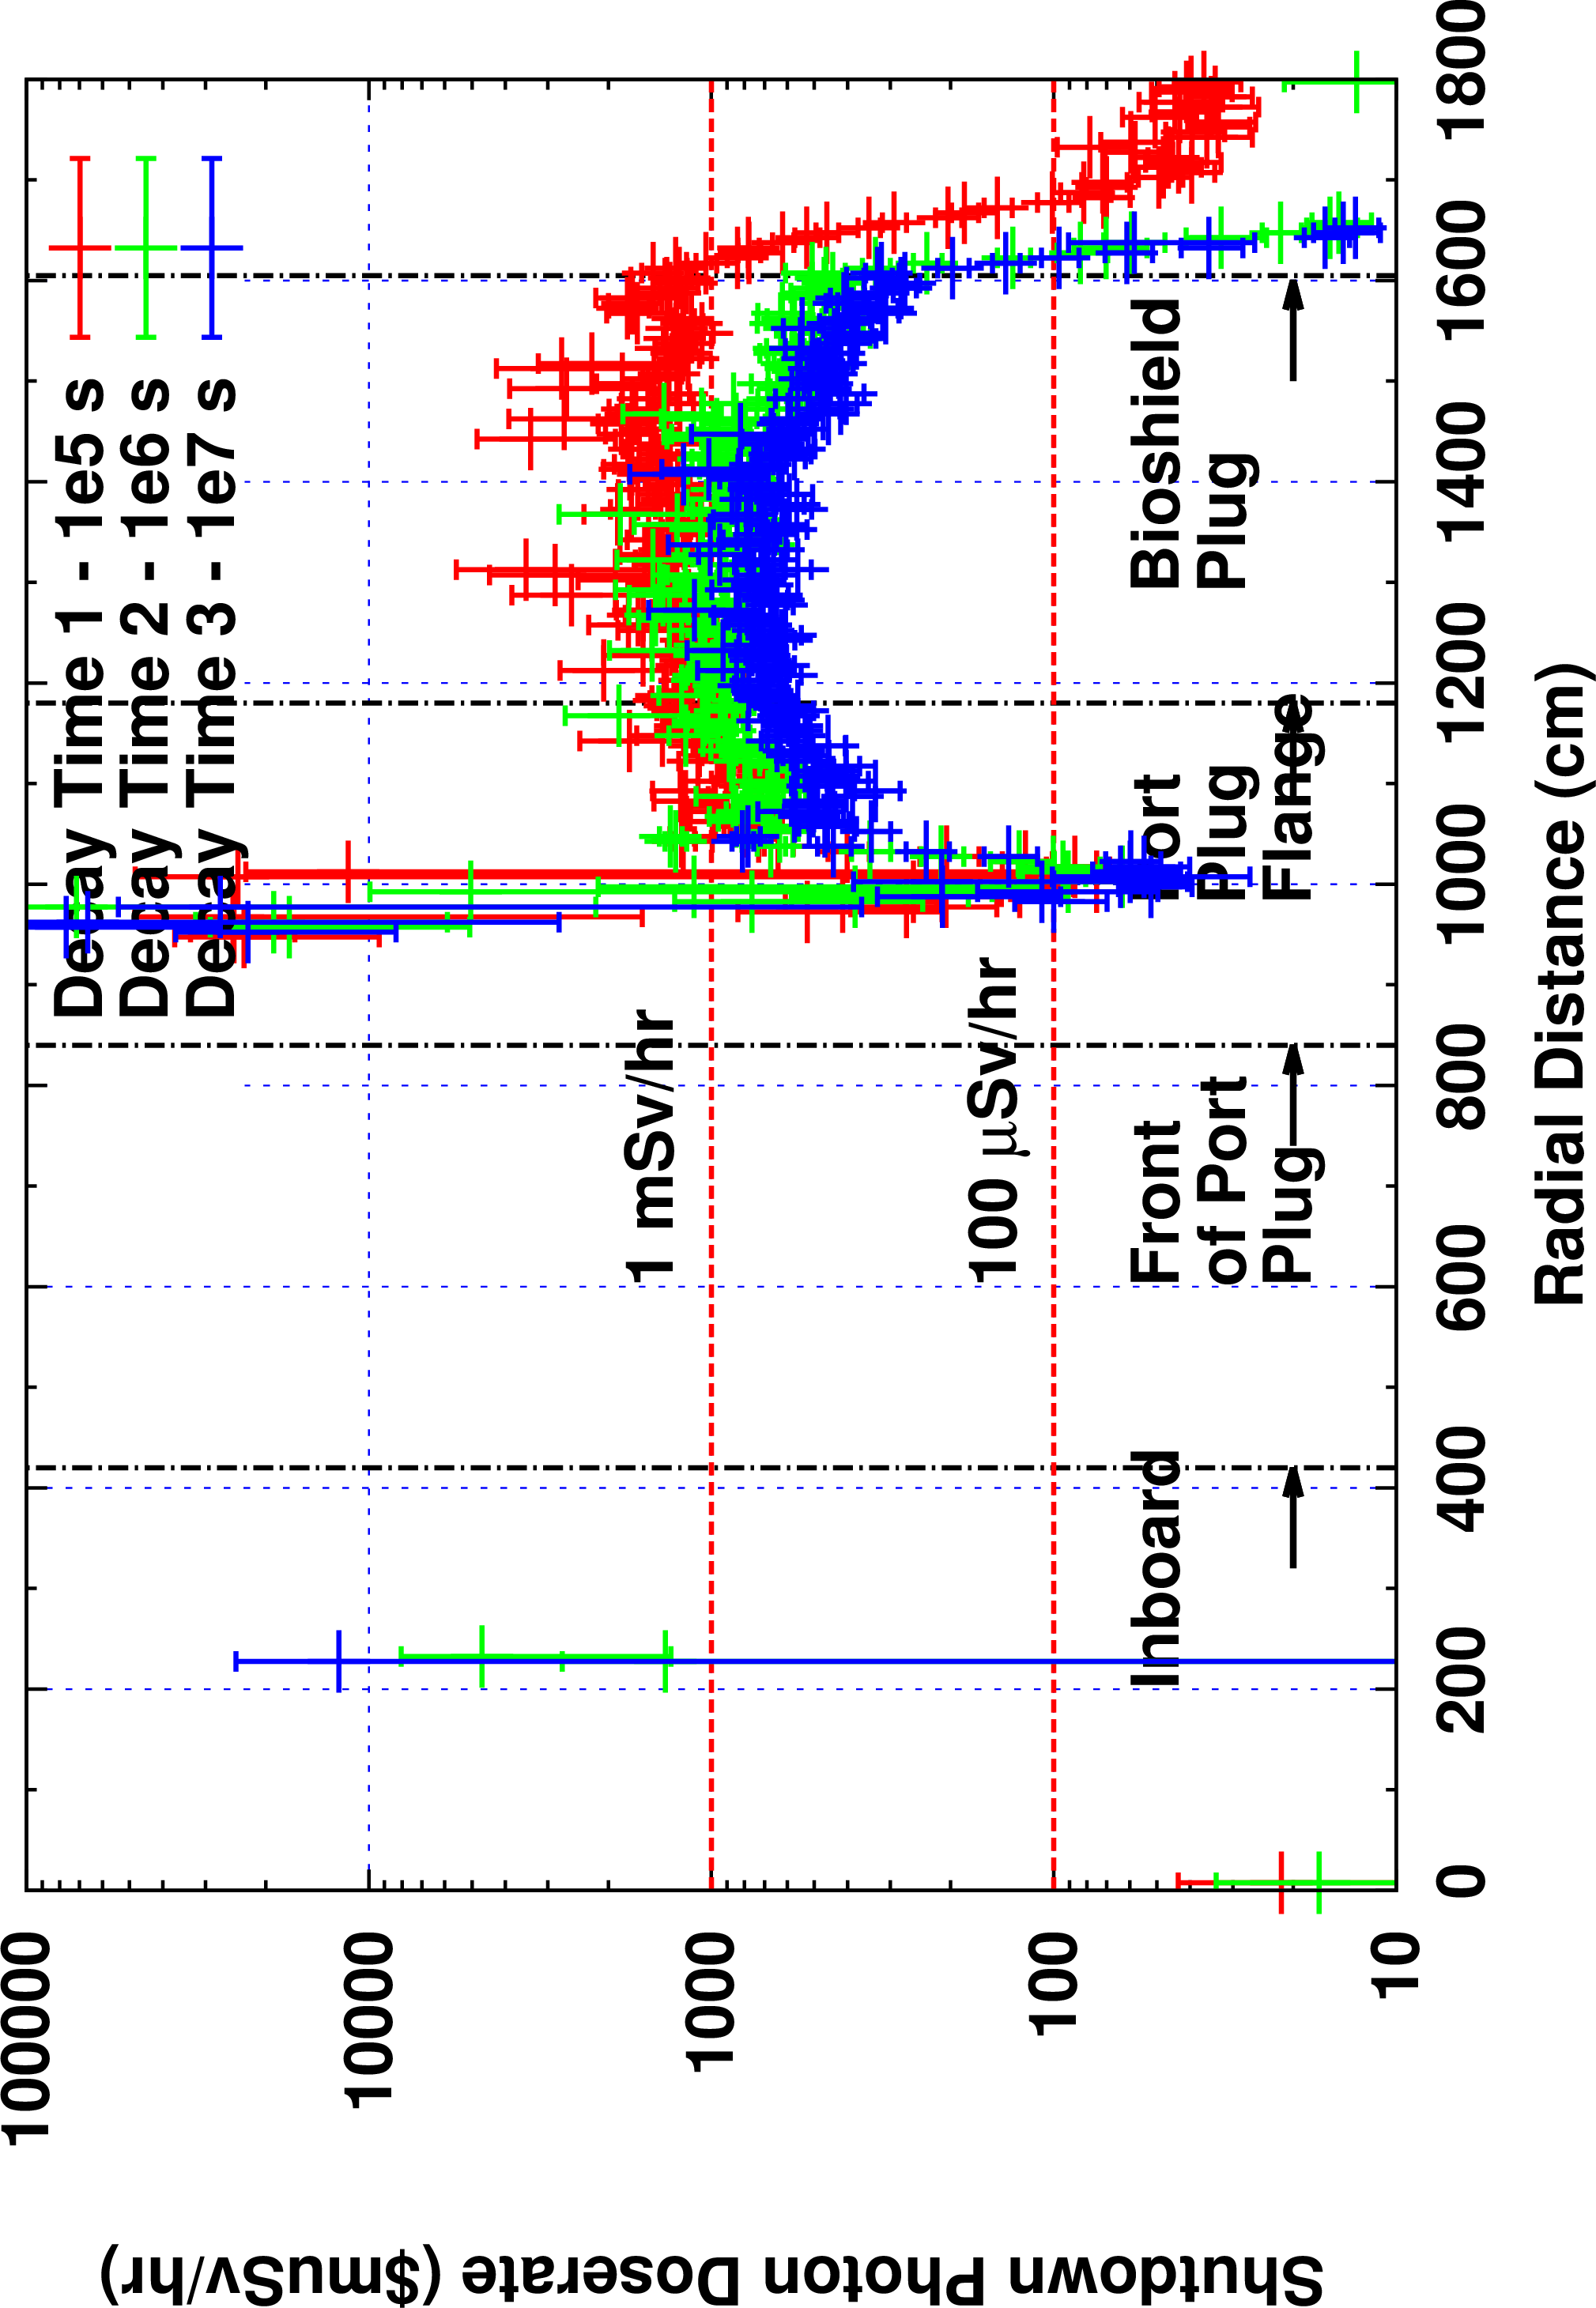 Shutdown Photon Doserate ($muSv/hr)
100000
10000
1000
100
10
Decay Time 1 - 1e5 s
Decay Time 2 - 1e6 s
Decay Time 3 - 1e7 s
1 mSv/hr
100 μSv/hr
Inboard
Front
of Port
Plug
Port
Plug
Flange
Bioshield
Plug
0
200
400
600
800
1000
1200
1400
1600
1800
Radial Distance (cm)